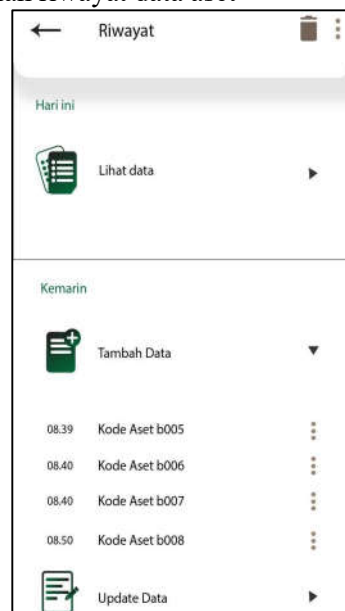 Riwayat
Hari ini
Lihat data
Kemarin
Tambah Data
08.39 Kode Aset b005
08.40 Kode Aset b006
08.40 Kode Aset b007
08.50 Kode Aset b008
Update Data